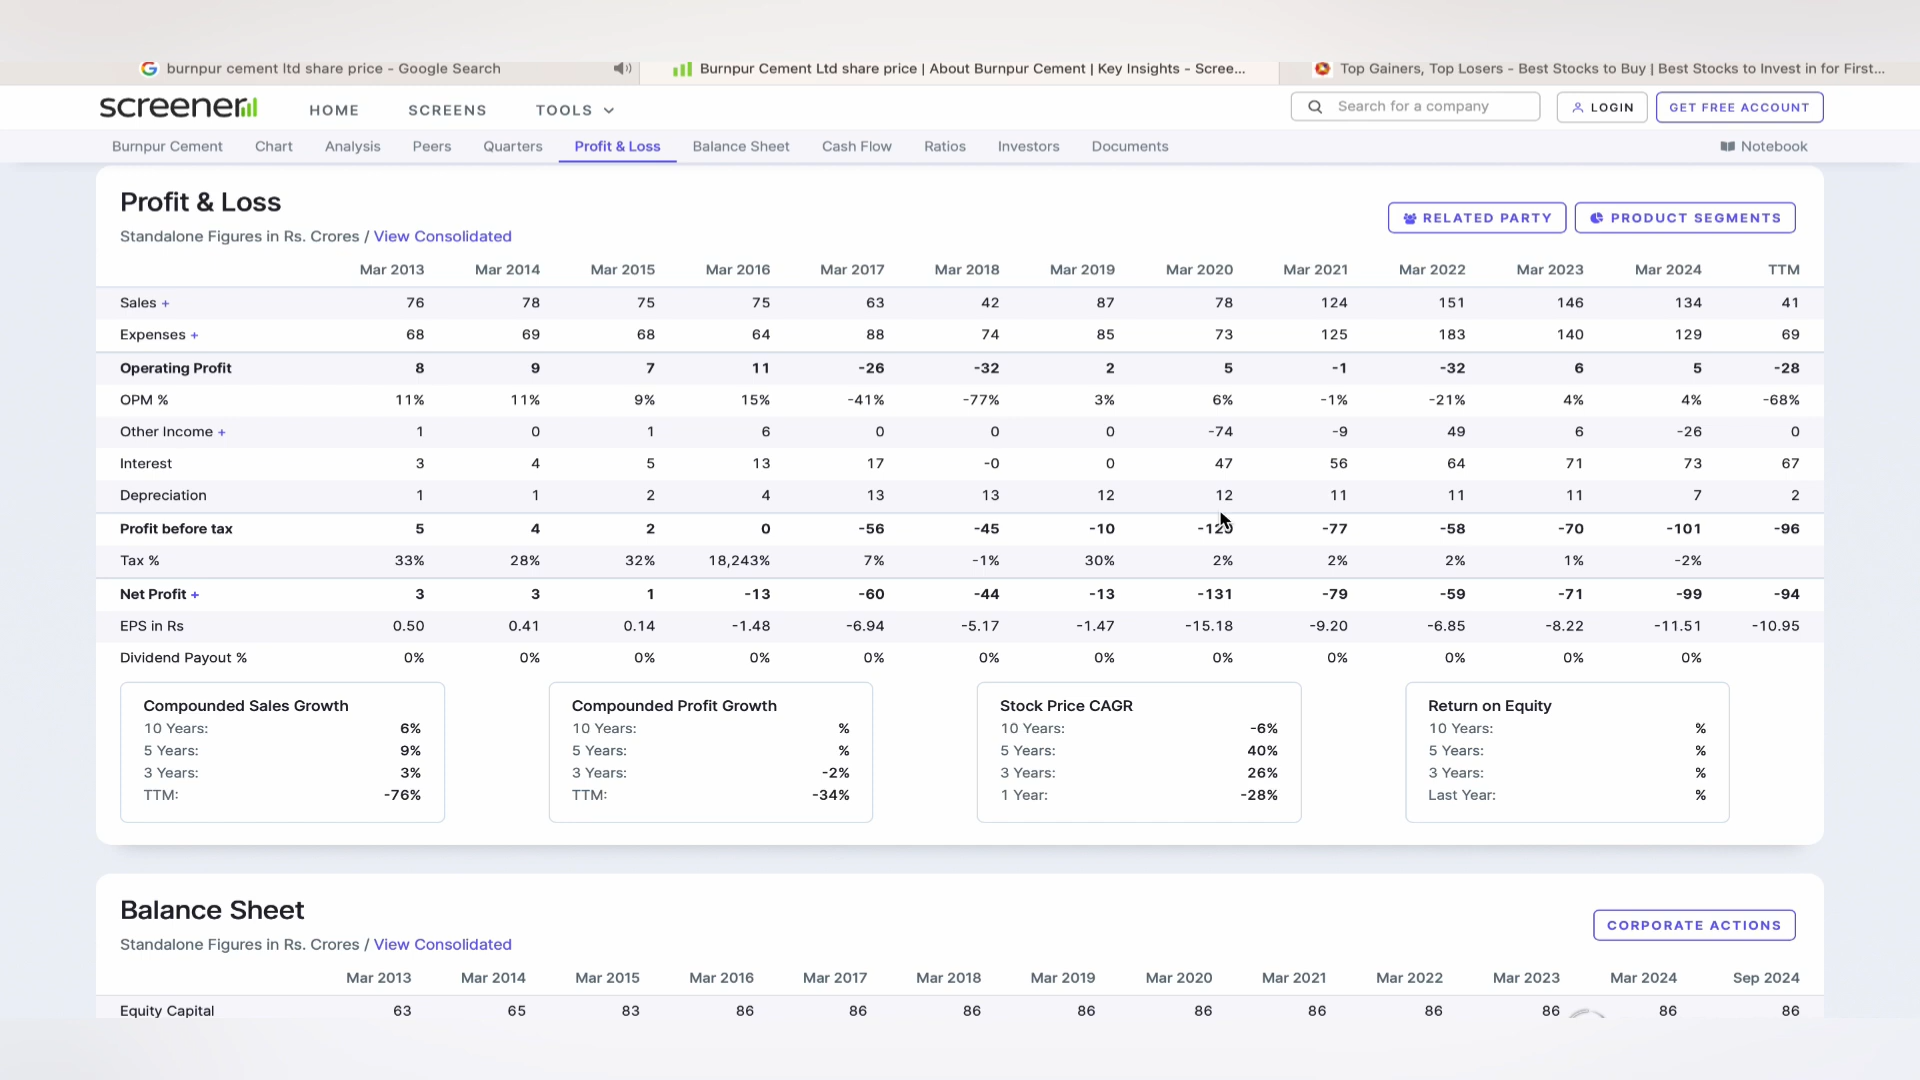 burnpur cement ltd share price - Google Search
Burnpur Cement Ltd share price | About Burnpur Cement | Key Insights - Scree...
Top Gainers, Top Losers - Best Stocks to Buy | Best Stocks to Invest in for First...
screener HOME SCREENS TOOLS Search for a company LOGIN GET FREE ACCOUNT
Burnpur Cement Chart Analysis Peers Quarters Profit & Loss Balance Sheet Cash Flow Ratios Investors Documents Notebook
Profit & Loss
RELATED PARTY PRODUCT SEGMENTS
Standalone Figures in Rs. Crores / View Consolidated
Mar 2013 Mar 2014 Mar 2015 Mar 2016 Mar 2017 Mar 2018 Mar 2019 Mar 2020 Mar 2021 Mar 2022 Mar 2023 Mar 2024 TTM
Sales + 76 78 75 75 63 42 87 78 124 151 146 134 41
Expenses + 68 69 68 64 88 74 85 73 125 183 140 129 69
Operating Profit 8 9 7 11 -26 -32 2 5 -1 -32 6 5 -28
OPM % 11% 11% 9% 15% -41% -77% 3% 6% -1% -21% 4% 4% -68%
Other Income + 1 0 1 6 0 0 0 -74 -9 49 6 -26 0
Interest 3 4 5 13 17 -0 0 47 56 64 71 73 67
Depreciation 1 1 2 4 13 13 12 12 11 11 11 7 2
Profit before tax 5 4 2 0 -56 -45 -10 -77 -58 -70 -101 -96
Tax % 33% 28% 32% 18,243% 7% -1% 30% 2% 2% 2% 1% -2%
Net Profit + 3 3 1 -13 -60 -44 -13 -131 -79 -59 -71 -99 -94
EPS in Rs 0.50 0.41 0.14 -1.48 -6.94 -5.17 -1.47 -15.18 -9.20 -6.85 -8.22 -11.51 -10.95
Dividend Payout % 0% 0% 0% 0% 0% 0% 0% 0% 0% 0% 0% 0%
Compounded Sales Growth
10 Years: 6%
5 Years: 9%
3 Years: 3%
TTM: -76%
Compounded Profit Growth
10 Years: %
5 Years: %
3 Years: -2%
TTM: -34%
Stock Price CAGR
10 Years: -6%
5 Years: 40%
3 Years: 26%
1 Year: -28%
Return on Equity
10 Years: %
5 Years: %
3 Years: %
Last Year: %
Balance Sheet
CORPORATE ACTIONS
Standalone Figures in Rs. Crores / View Consolidated
Mar 2013 Mar 2014 Mar 2015 Mar 2016 Mar 2017 Mar 2018 Mar 2019 Mar 2020 Mar 2021 Mar 2022 Mar 2023 Mar 2024 Sep 2024
Equity Capital 63 65 83 86 86 86 86 86 86 86 86 86 86